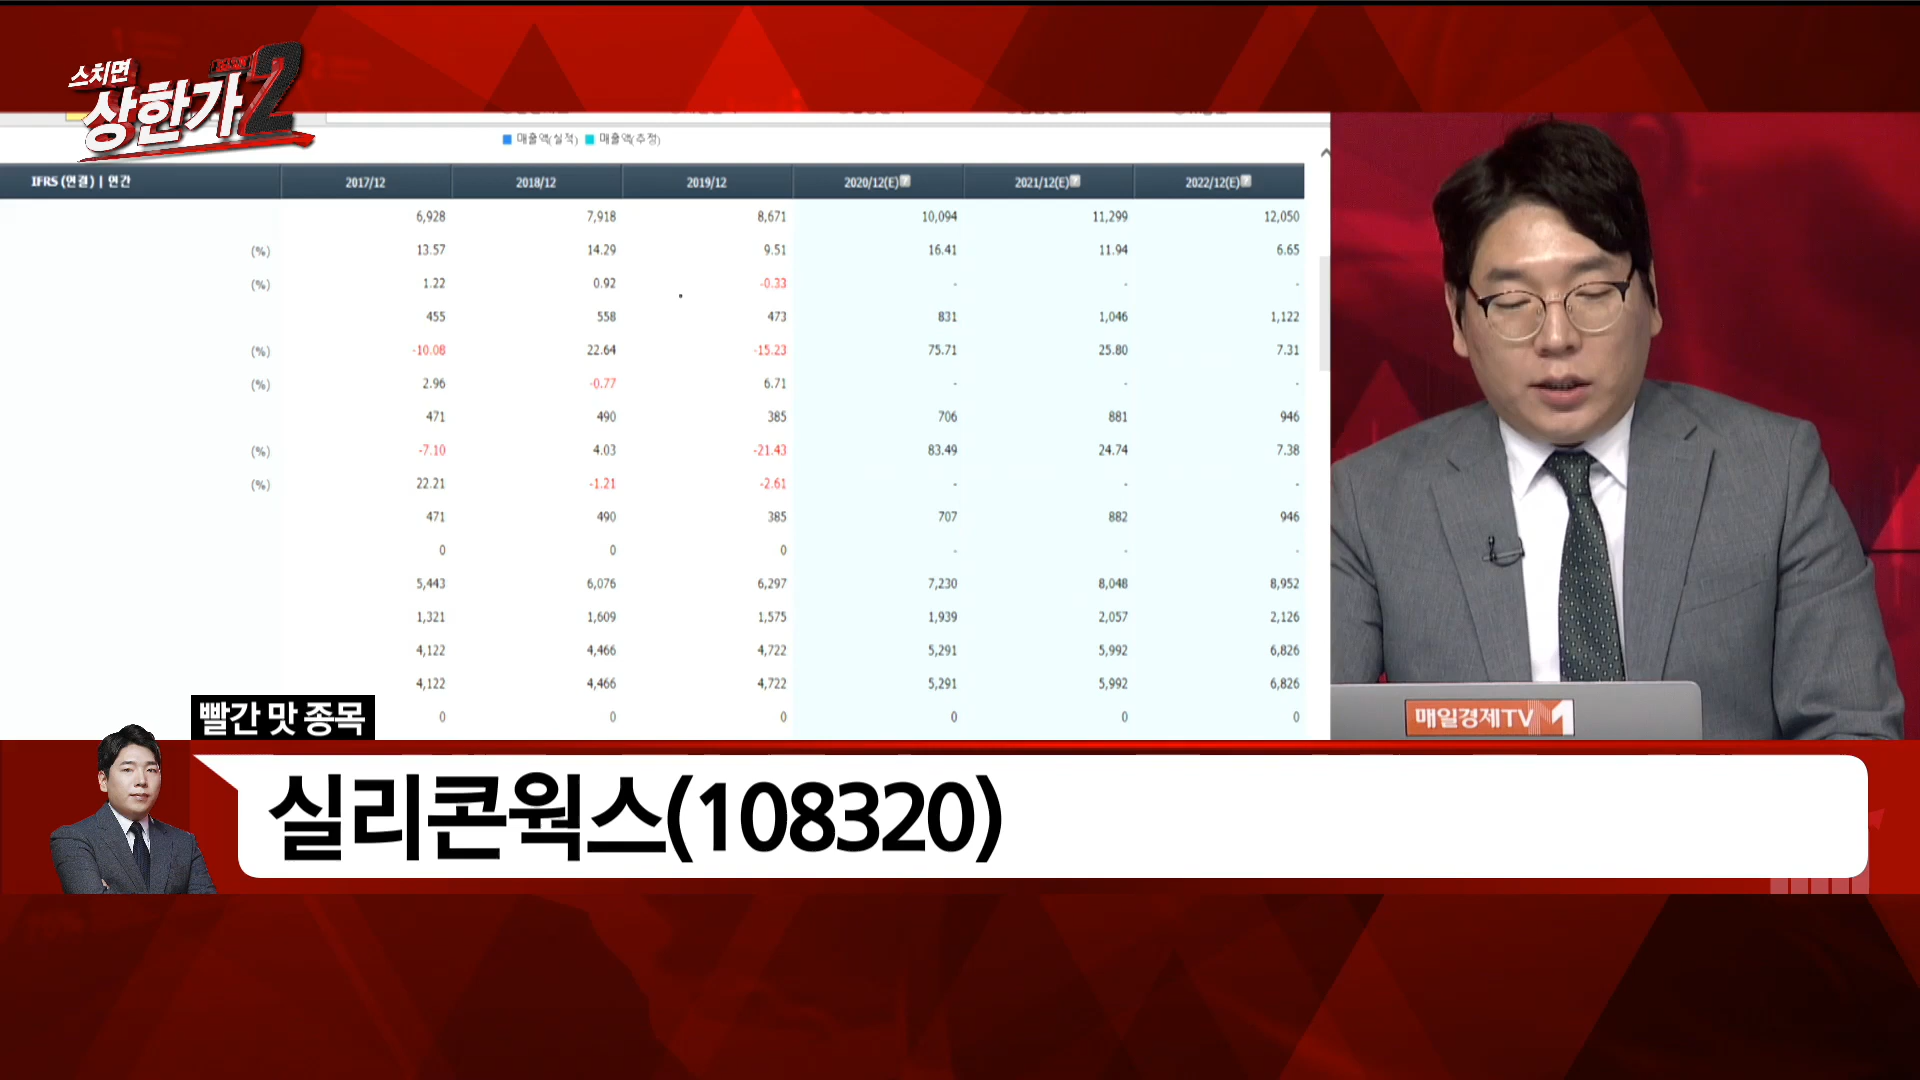 스치면
상한가2
매출액(실적) 매출액(추정)
IFRS (연결) | 연간 2017/12 2018/12 2019/12 2020/12(E) 2021/12(E) 2022/12(E)
6,928 7,918 8,671 10,094 11,299 12,050
(%) 13.57 14.29 9.51 16.41 11.94 6.65
(%) 1.22 0.92 -0.33 - - -
455 558 473 831 1,046 1,122
(%) -10.08 22.64 -15.23 75.71 25.80 7.31
(%) 2.96 -0.77 6.71 - - -
471 490 385 706 881 946
(%) -7.10 4.03 -21.43 83.49 24.74 7.38
(%) 22.21 -1.21 -2.61 - - -
471 490 385 707 882 946
0 0 0 - - -
5,443 6,076 6,297 7,230 8,048 8,952
1,321 1,609 1,575 1,939 2,057 2,126
4,122 4,466 4,722 5,291 5,992 6,826
4,122 4,466 4,722 5,291 5,992 6,826
0 0 0 0 0 0
매일경제TV
빨간 맛 종목
실리콘웍스(108320)